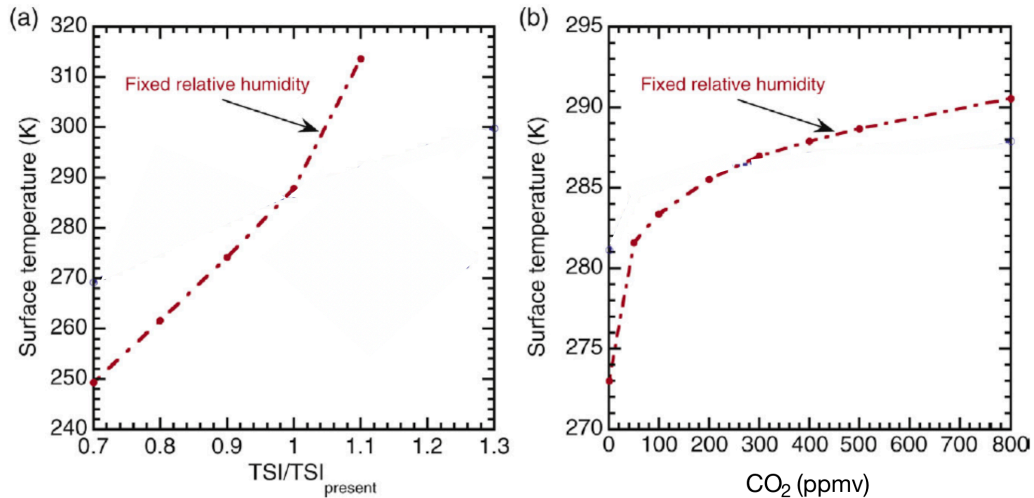 (a)
320
310
300
290
280
270
260
250
240
Surface temperature (K)
Fixed relative humidity
0.7 0.8 0.9 1 1.1 1.2 1.3
TSI/TSI present
(b)
295
290
285
280
275
270
Surface temperature (K)
Fixed relative humidity
0 100 200 300 400 500 600 700 800
CO2 (ppmv)